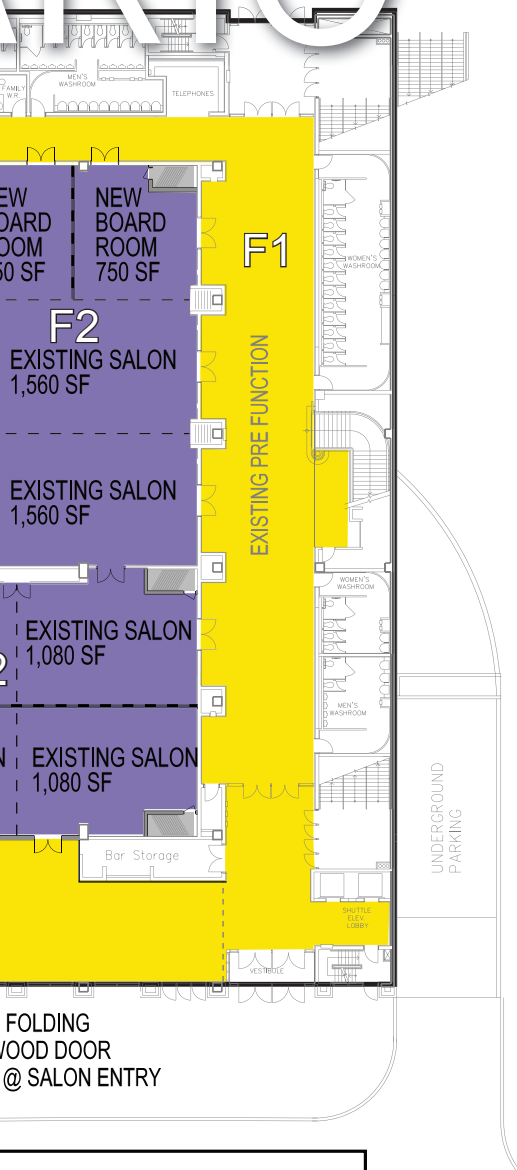 MEN'S
WASHROOM
FAMILY
W.R.
TELEPHONES
NEW
BOARD
ROOM
750 SF
F1
WOMEN'S
WASHROOM
F2
EXISTING SALON
1,560 SF
EXISTING PRE FUNCTION
EXISTING SALON
1,560 SF
WOMEN'S
WASHROOM
EXISTING SALON
1,080 SF
MEN'S
WASHROOM
EXISTING SALON
1,080 SF
UNDERGROUND
PARKING
Bar Storage
SHUTTLE
ELEV.
LOBBY
VESTIBULE
FOLDING
WOOD DOOR
@ SALON ENTRY